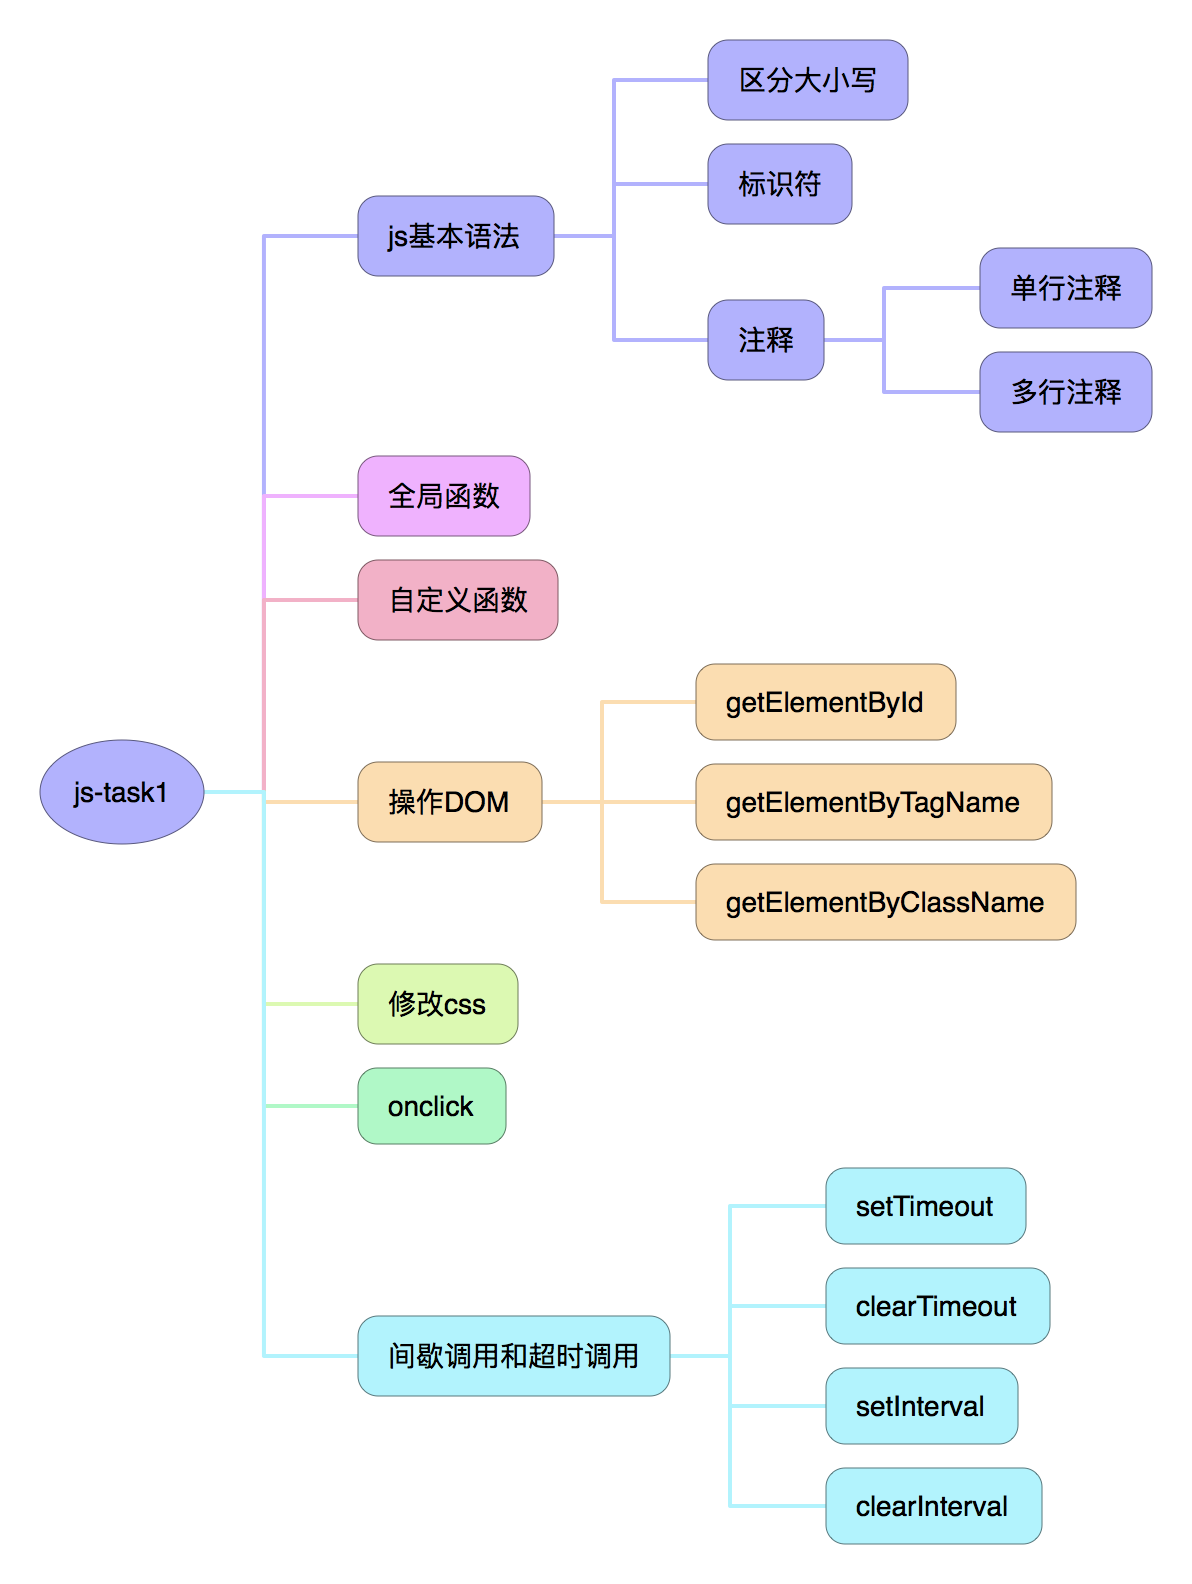 js-task1
js基本语法
区分大小写
标识符
注释
单行注释
多行注释
全局函数
自定义函数
操作DOM
getElementById
getElementByTagName
getElementByClassName
修改css
onclick
间歇调用和超时调用
setTimeout
clearTimeout
setInterval
clearInterval